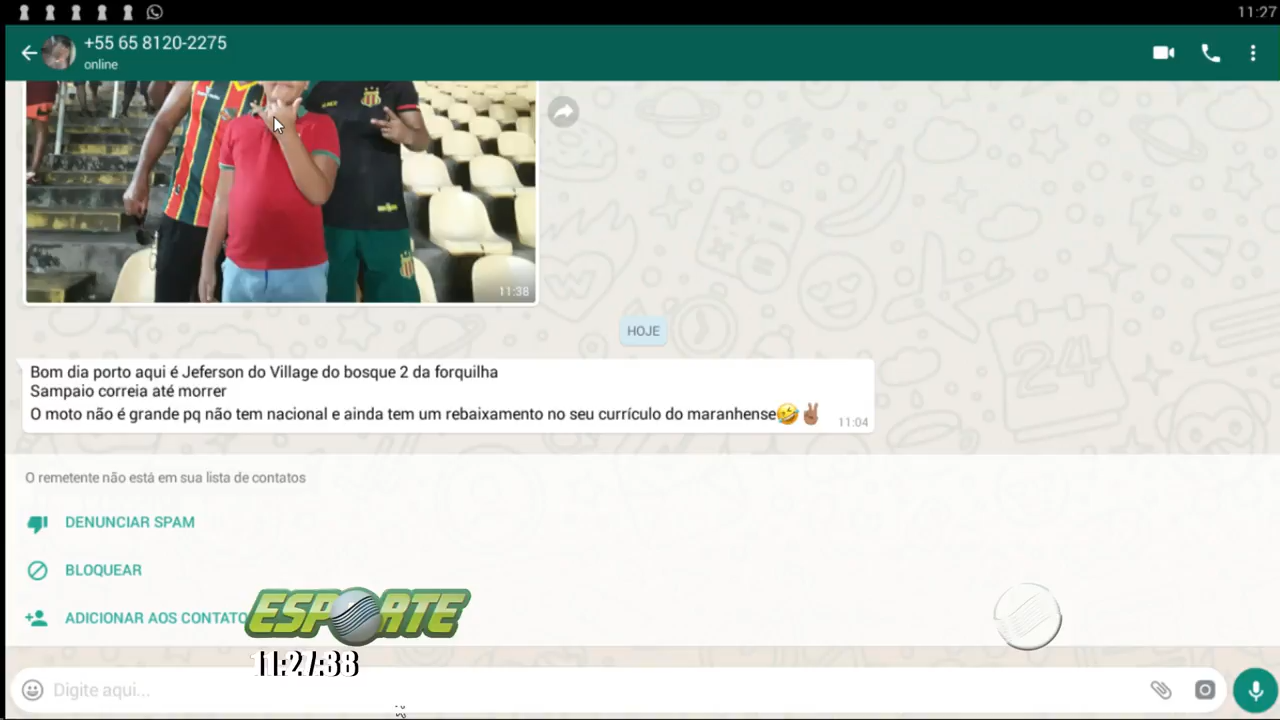 11:27
+55 65 8120-2275
online
11:38
HOJE
Bom dia porto aqui é Jeferson do Village do bosque 2 da forquilha
Sampaio correia até morrer
O moto não é grande pq não tem nacional e ainda tem um rebaixamento no seu currículo do maranhense🤣✌🏽
11:04
O remetente não está em sua lista de contatos
DENUNCIAR SPAM
BLOQUEAR
ADICIONAR AOS CONTATO
ESPORTE
11:27:38
Digite aqui...